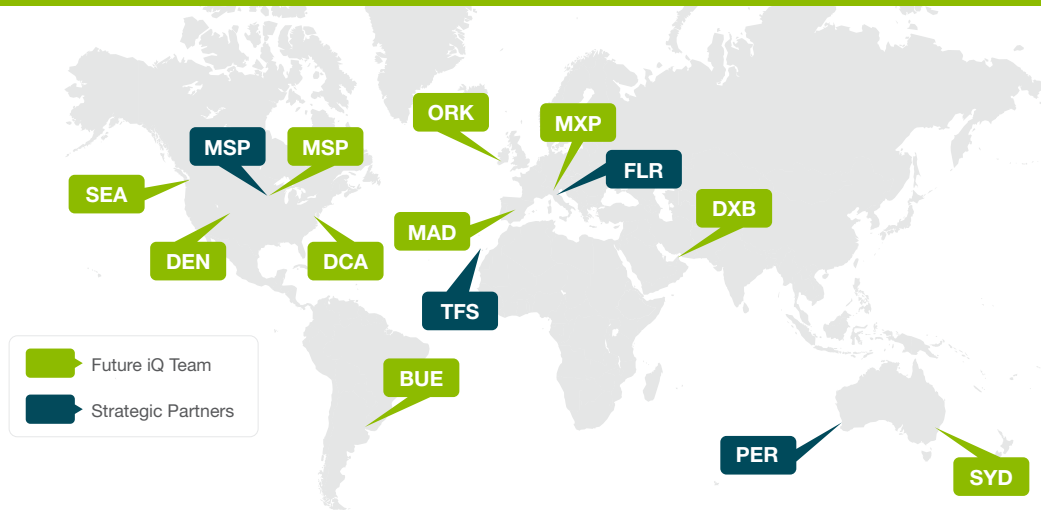 ORK
MXP
MSP
MSP
FLR
SEA
DXB
MAD
DEN
DCA
TFS
Future iQ Team
BUE
Strategic Partners
PER
SYD